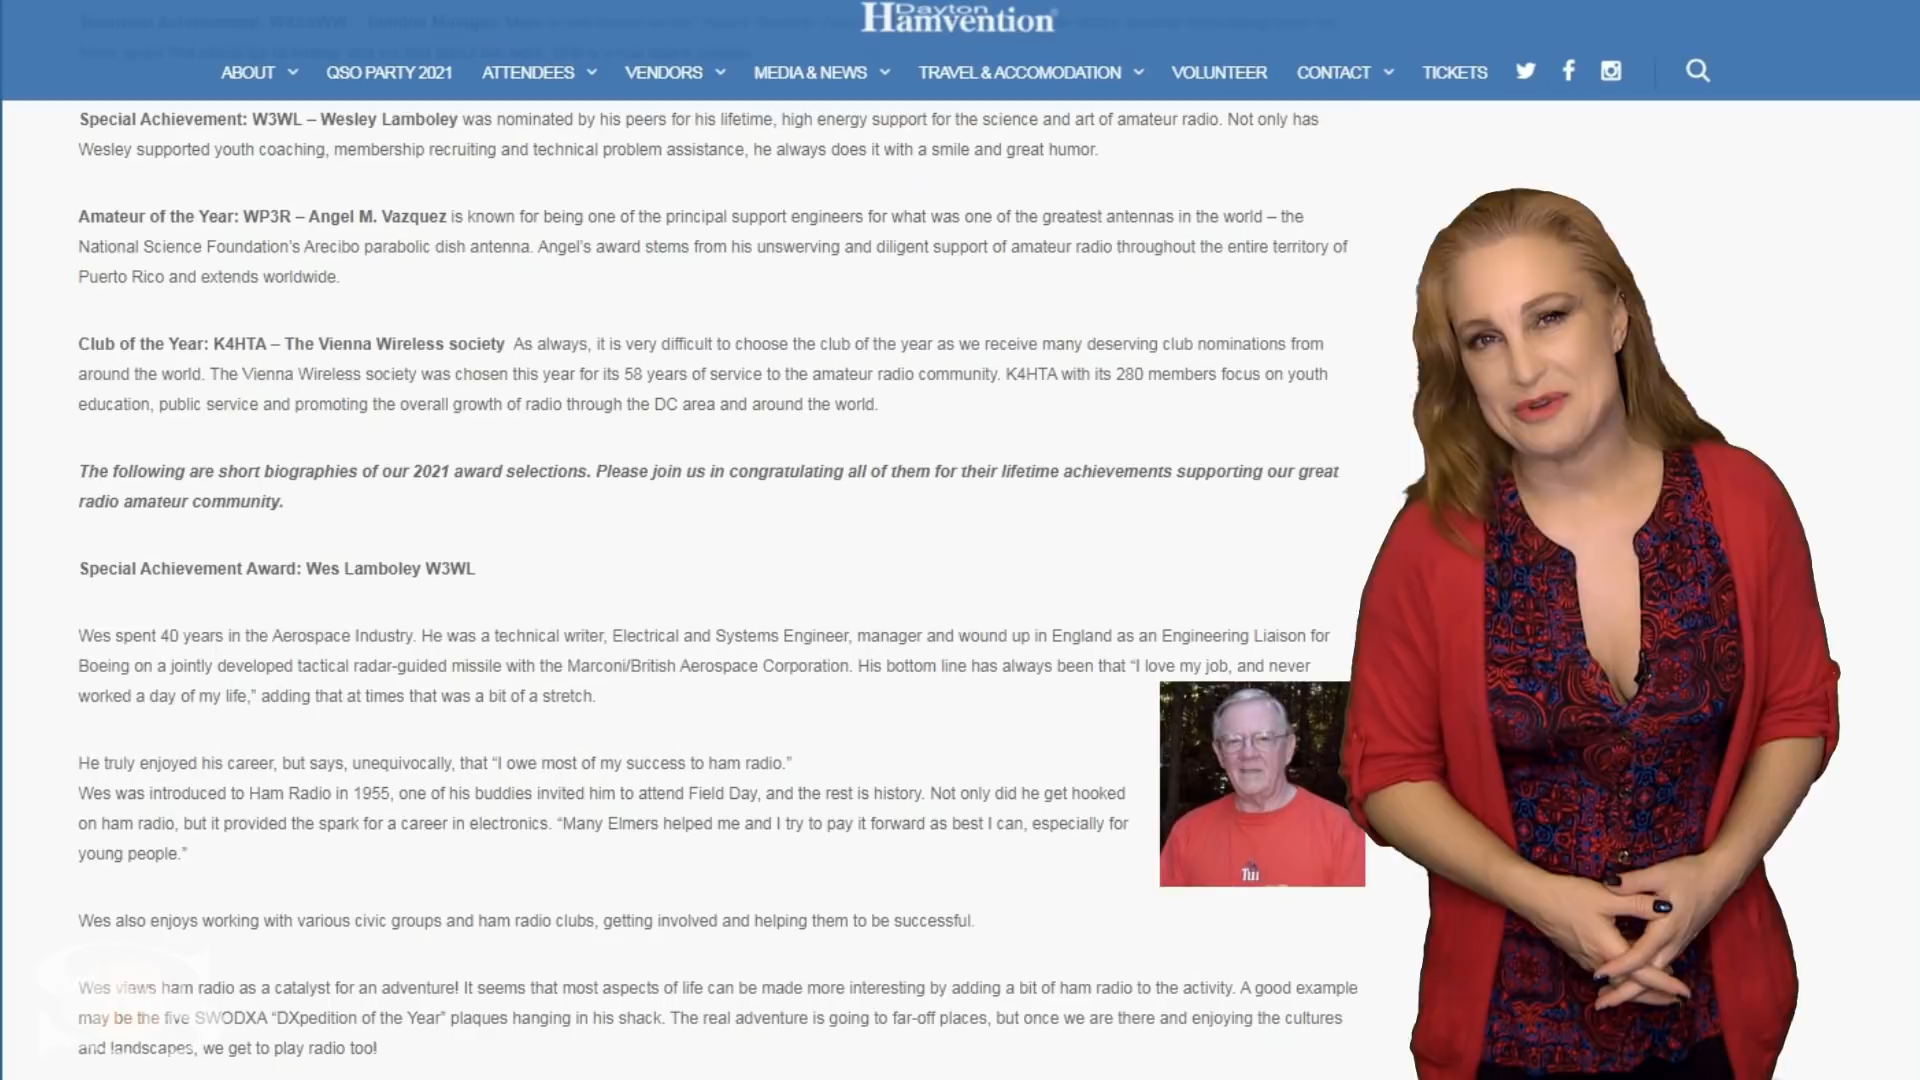 Dayton
Hamvention
ABOUT QSO PARTY 2021 ATTENDEES VENDORS MEDIA & NEWS TRAVEL & ACCOMODATION VOLUNTEER CONTACT TICKETS
Special Achievement: W3WL – Wesley Lamboley was nominated by his peers for his lifetime, high energy support for the science and art of amateur radio. Not only has
Wesley supported youth coaching, membership recruiting and technical problem assistance, he always does it with a smile and great humor.
Amateur of the Year: WP3R – Angel M. Vazquez is known for being one of the principal support engineers for what was one of the greatest antennas in the world – the
National Science Foundation's Arecibo parabolic dish antenna. Angel's award stems from his unswerving and diligent support of amateur radio throughout the entire territory of
Puerto Rico and extends worldwide.
Club of the Year: K4HTA – The Vienna Wireless society As always, it is very difficult to choose the club of the year as we receive many deserving club nominations from
around the world. The Vienna Wireless society was chosen this year for its 58 years of service to the amateur radio community. K4HTA with its 280 members focus on youth
education, public service and promoting the overall growth of radio through the DC area and around the world.
The following are short biographies of our 2021 award selections. Please join us in congratulating all of them for their lifetime achievements supporting our great
radio amateur community.
Special Achievement Award: Wes Lamboley W3WL
Wes spent 40 years in the Aerospace Industry. He was a technical writer, Electrical and Systems Engineer, manager and wound up in England as an Engineering Liaison for
Boeing on a jointly developed tactical radar-guided missile with the Marconi/British Aerospace Corporation. His bottom line has always been that “I love my job, and never
worked a day of my life,” adding that at times that was a bit of a stretch.
He truly enjoyed his career, but says, unequivocally, that “I owe most of my success to ham radio.”
Wes was introduced to Ham Radio in 1955, one of his buddies invited him to attend Field Day, and the rest is history. Not only did he get hooked
on ham radio, but it provided the spark for a career in electronics. “Many Elmers helped me and I try to pay it forward as best I can, especially for
young people.”
Wes also enjoys working with various civic groups and ham radio clubs, getting involved and helping them to be successful.
Wes views ham radio as a catalyst for an adventure! It seems that most aspects of life can be made more interesting by adding a bit of ham radio to the activity. A good example
may be the five SWODXA “DXpedition of the Year” plaques hanging in his shack. The real adventure is going to far-off places, but once we are there and enjoying the cultures
and landscapes, we get to play radio too!